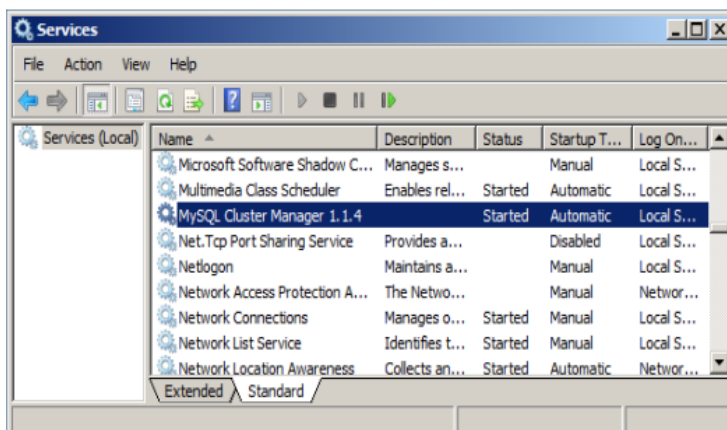 Services
File Action View Help
Services (Local)
Name Description Status Startup T... Log On...
Microsoft Software Shadow C... Manages s... Manual Local S...
Multimedia Class Scheduler Enables rel... Started Automatic Local S...
MySQL Cluster Manager 1.1.4 Started Automatic Local S...
Net.Tcp Port Sharing Service Provides a... Disabled Local S...
Netlogon Maintains a... Manual Local S...
Network Access Protection A... The Netwo... Manual Networ...
Network Connections Manages o... Started Manual Local S...
Network List Service Identifies t... Started Manual Local S...
Network Location Awareness Collects an... Started Automatic Networ...
Extended Standard